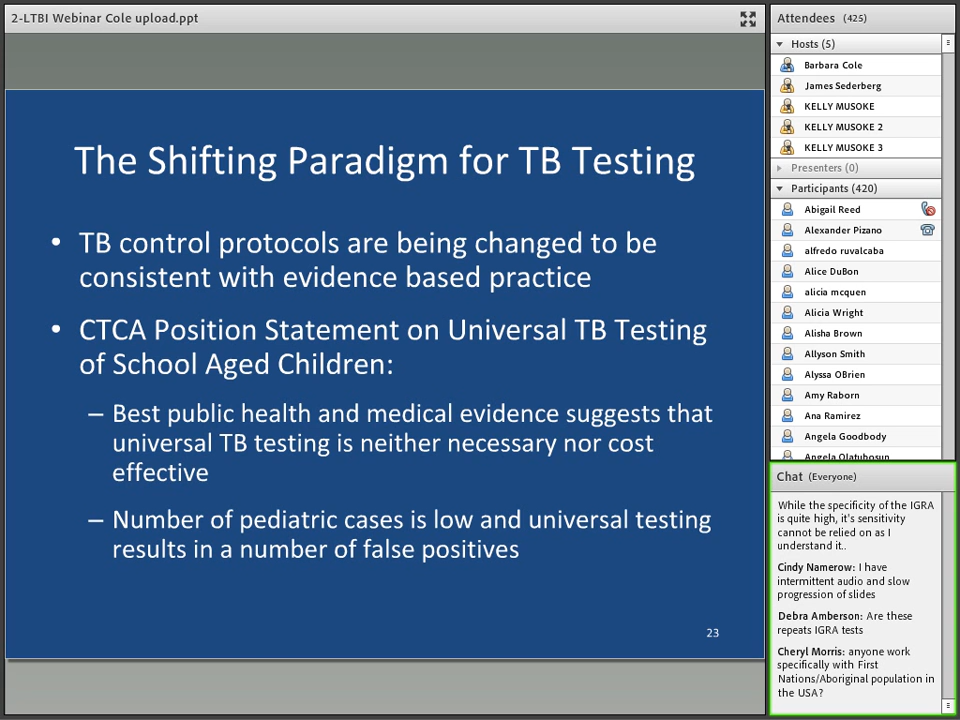 2-LTBI Webinar Cole upload.ppt
The Shifting Paradigm for TB Testing
• TB control protocols are being changed to be
consistent with evidence based practice
• CTCA Position Statement on Universal TB Testing
of School Aged Children:
– Best public health and medical evidence suggests that
universal TB testing is neither necessary nor cost
effective
– Number of pediatric cases is low and universal testing
results in a number of false positives
23
Attendees (425)
Hosts (5)
Barbara Cole
James Sederberg
KELLY MUSOKE
KELLY MUSOKE 2
KELLY MUSOKE 3
Presenters (0)
Participants (420)
Abigail Reed
Alexander Pizano
alfredo ruvalcaba
Alice DuBon
alicia mcquen
Alicia Wright
Alisha Brown
Allyson Smith
Alyssa OBrien
Amy Raborn
Ana Ramirez
Angela Goodbody
Angela Olatubosun
Chat (Everyone)
While the specificity of the IGRA
is quite high, it's sensitivity
cannot be relied on as I
understand it..
Cindy Namerow: I have
intermittent audio and slow
progression of slides
Debra Amberson: Are these
repeats IGRA tests
Cheryl Morris: anyone work
specifically with First
Nations/Aboriginal population in
the USA?